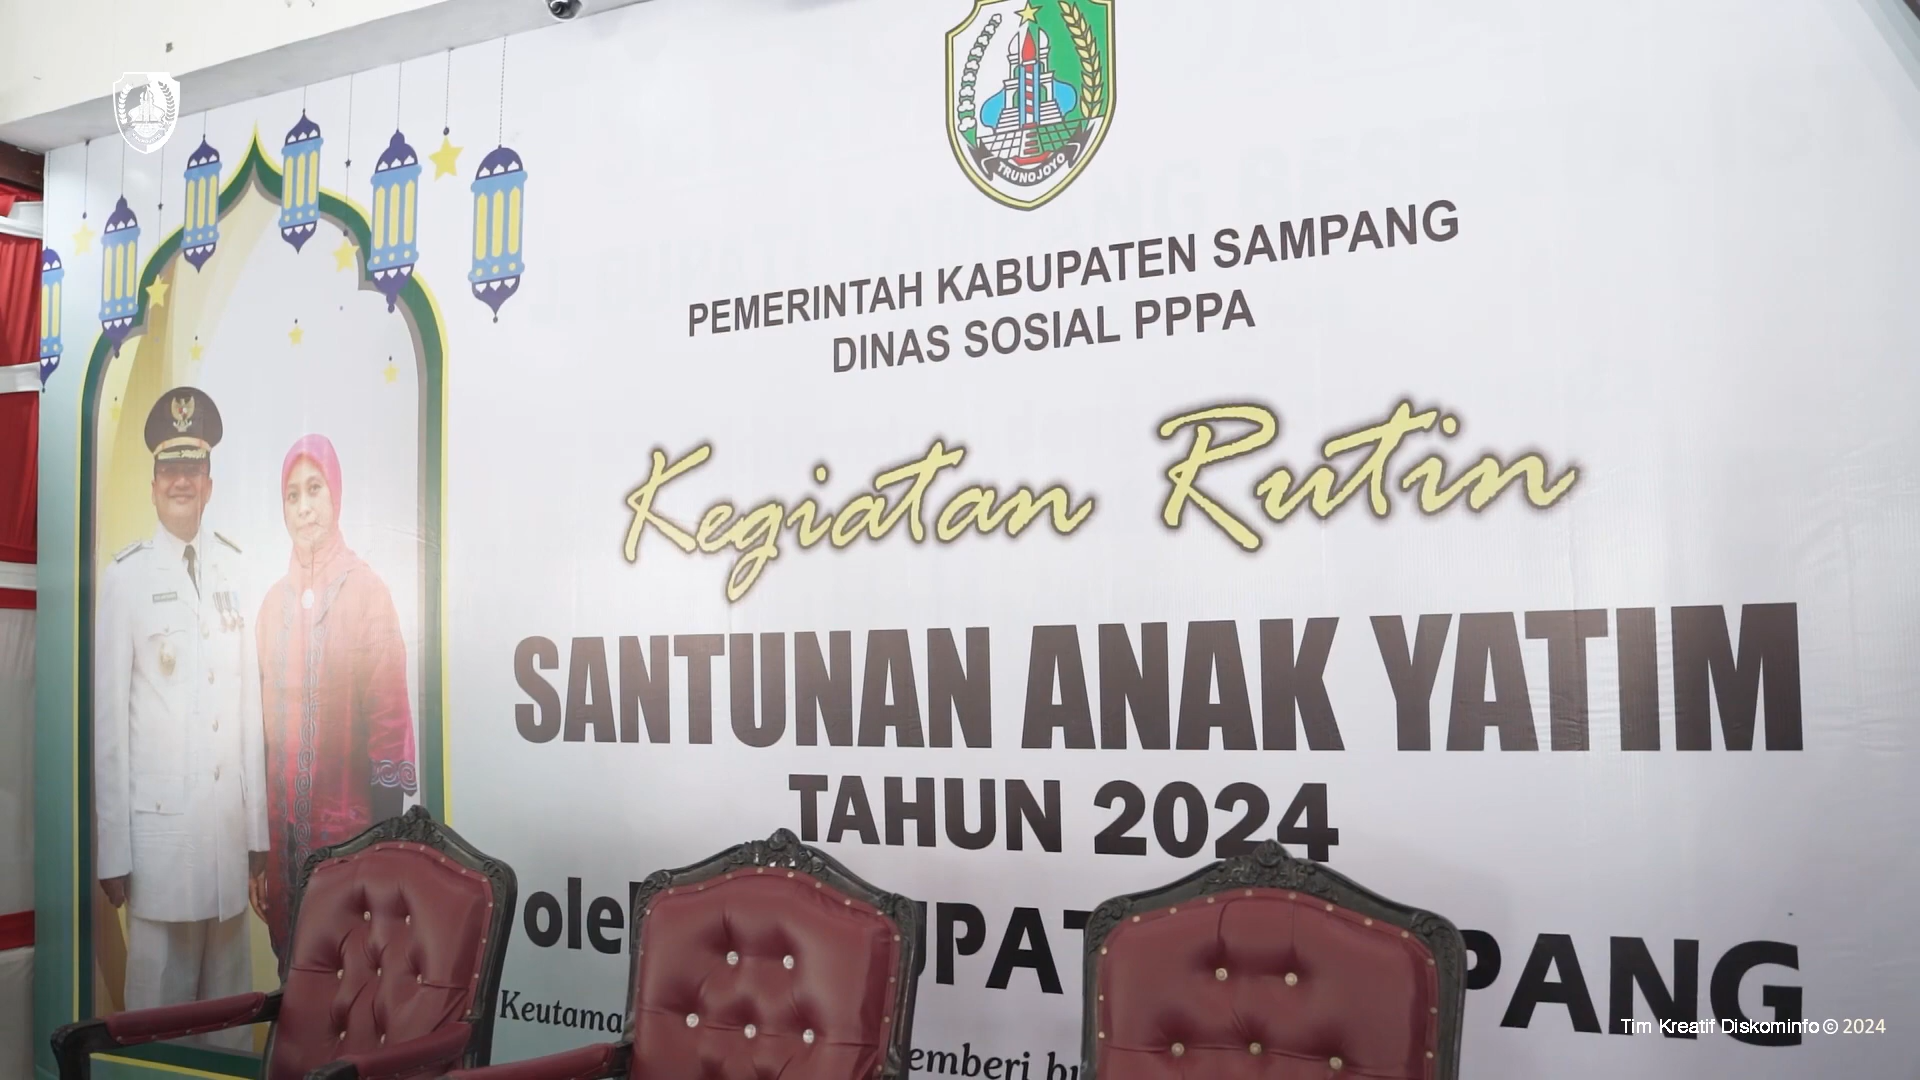 TRUNOJOYO
PEMERINTAH KABUPATEN SAMPANG
DINAS SOSIAL PPPA
Kegiatan Rutin
SANTUNAN ANAK YATIM
TAHUN 2024
Tim Kreatif Diskominfo © 2024